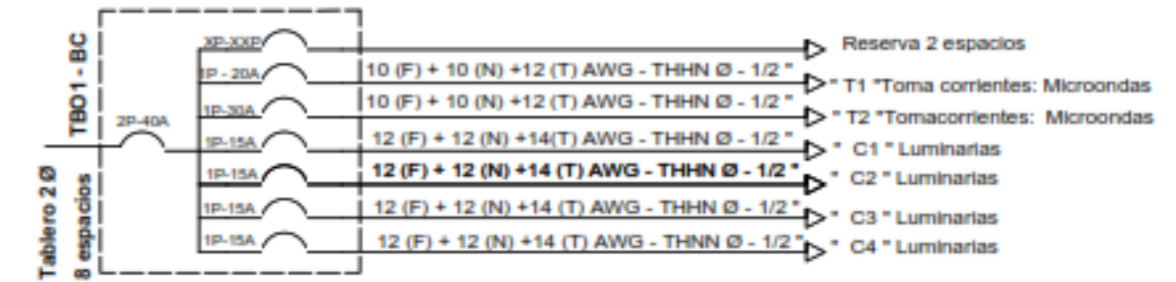 TBO1 - BC
Tablero 2 Ø
8 espacios
2P-40A
XP-XXP
Reserva 2 espacios
1P - 20A
10 (F) + 10 (N) +12 (T) AWG - THHN Ø - 1/2 "
" T1 "Toma corrientes: Microondas
1P-30A
10 (F) + 10 (N) +12 (T) AWG - THHN Ø - 1/2 "
" T2 "Tomacorrientes: Microondas
1P-15A
12 (F) + 12 (N) +14(T) AWG - THHN Ø - 1/2 "
" C1 " Luminarias
1P-15A
12 (F) + 12 (N) +14 (T) AWG - THHN Ø - 1/2 "
" C2 " Luminarias
1P-15A
12 (F) + 12 (N) +14 (T) AWG - THHN Ø - 1/2 "
" C3 " Luminarias
1P-15A
12 (F) + 12 (N) +14 (T) AWG - THNN Ø - 1/2 "
" C4 " Luminarias